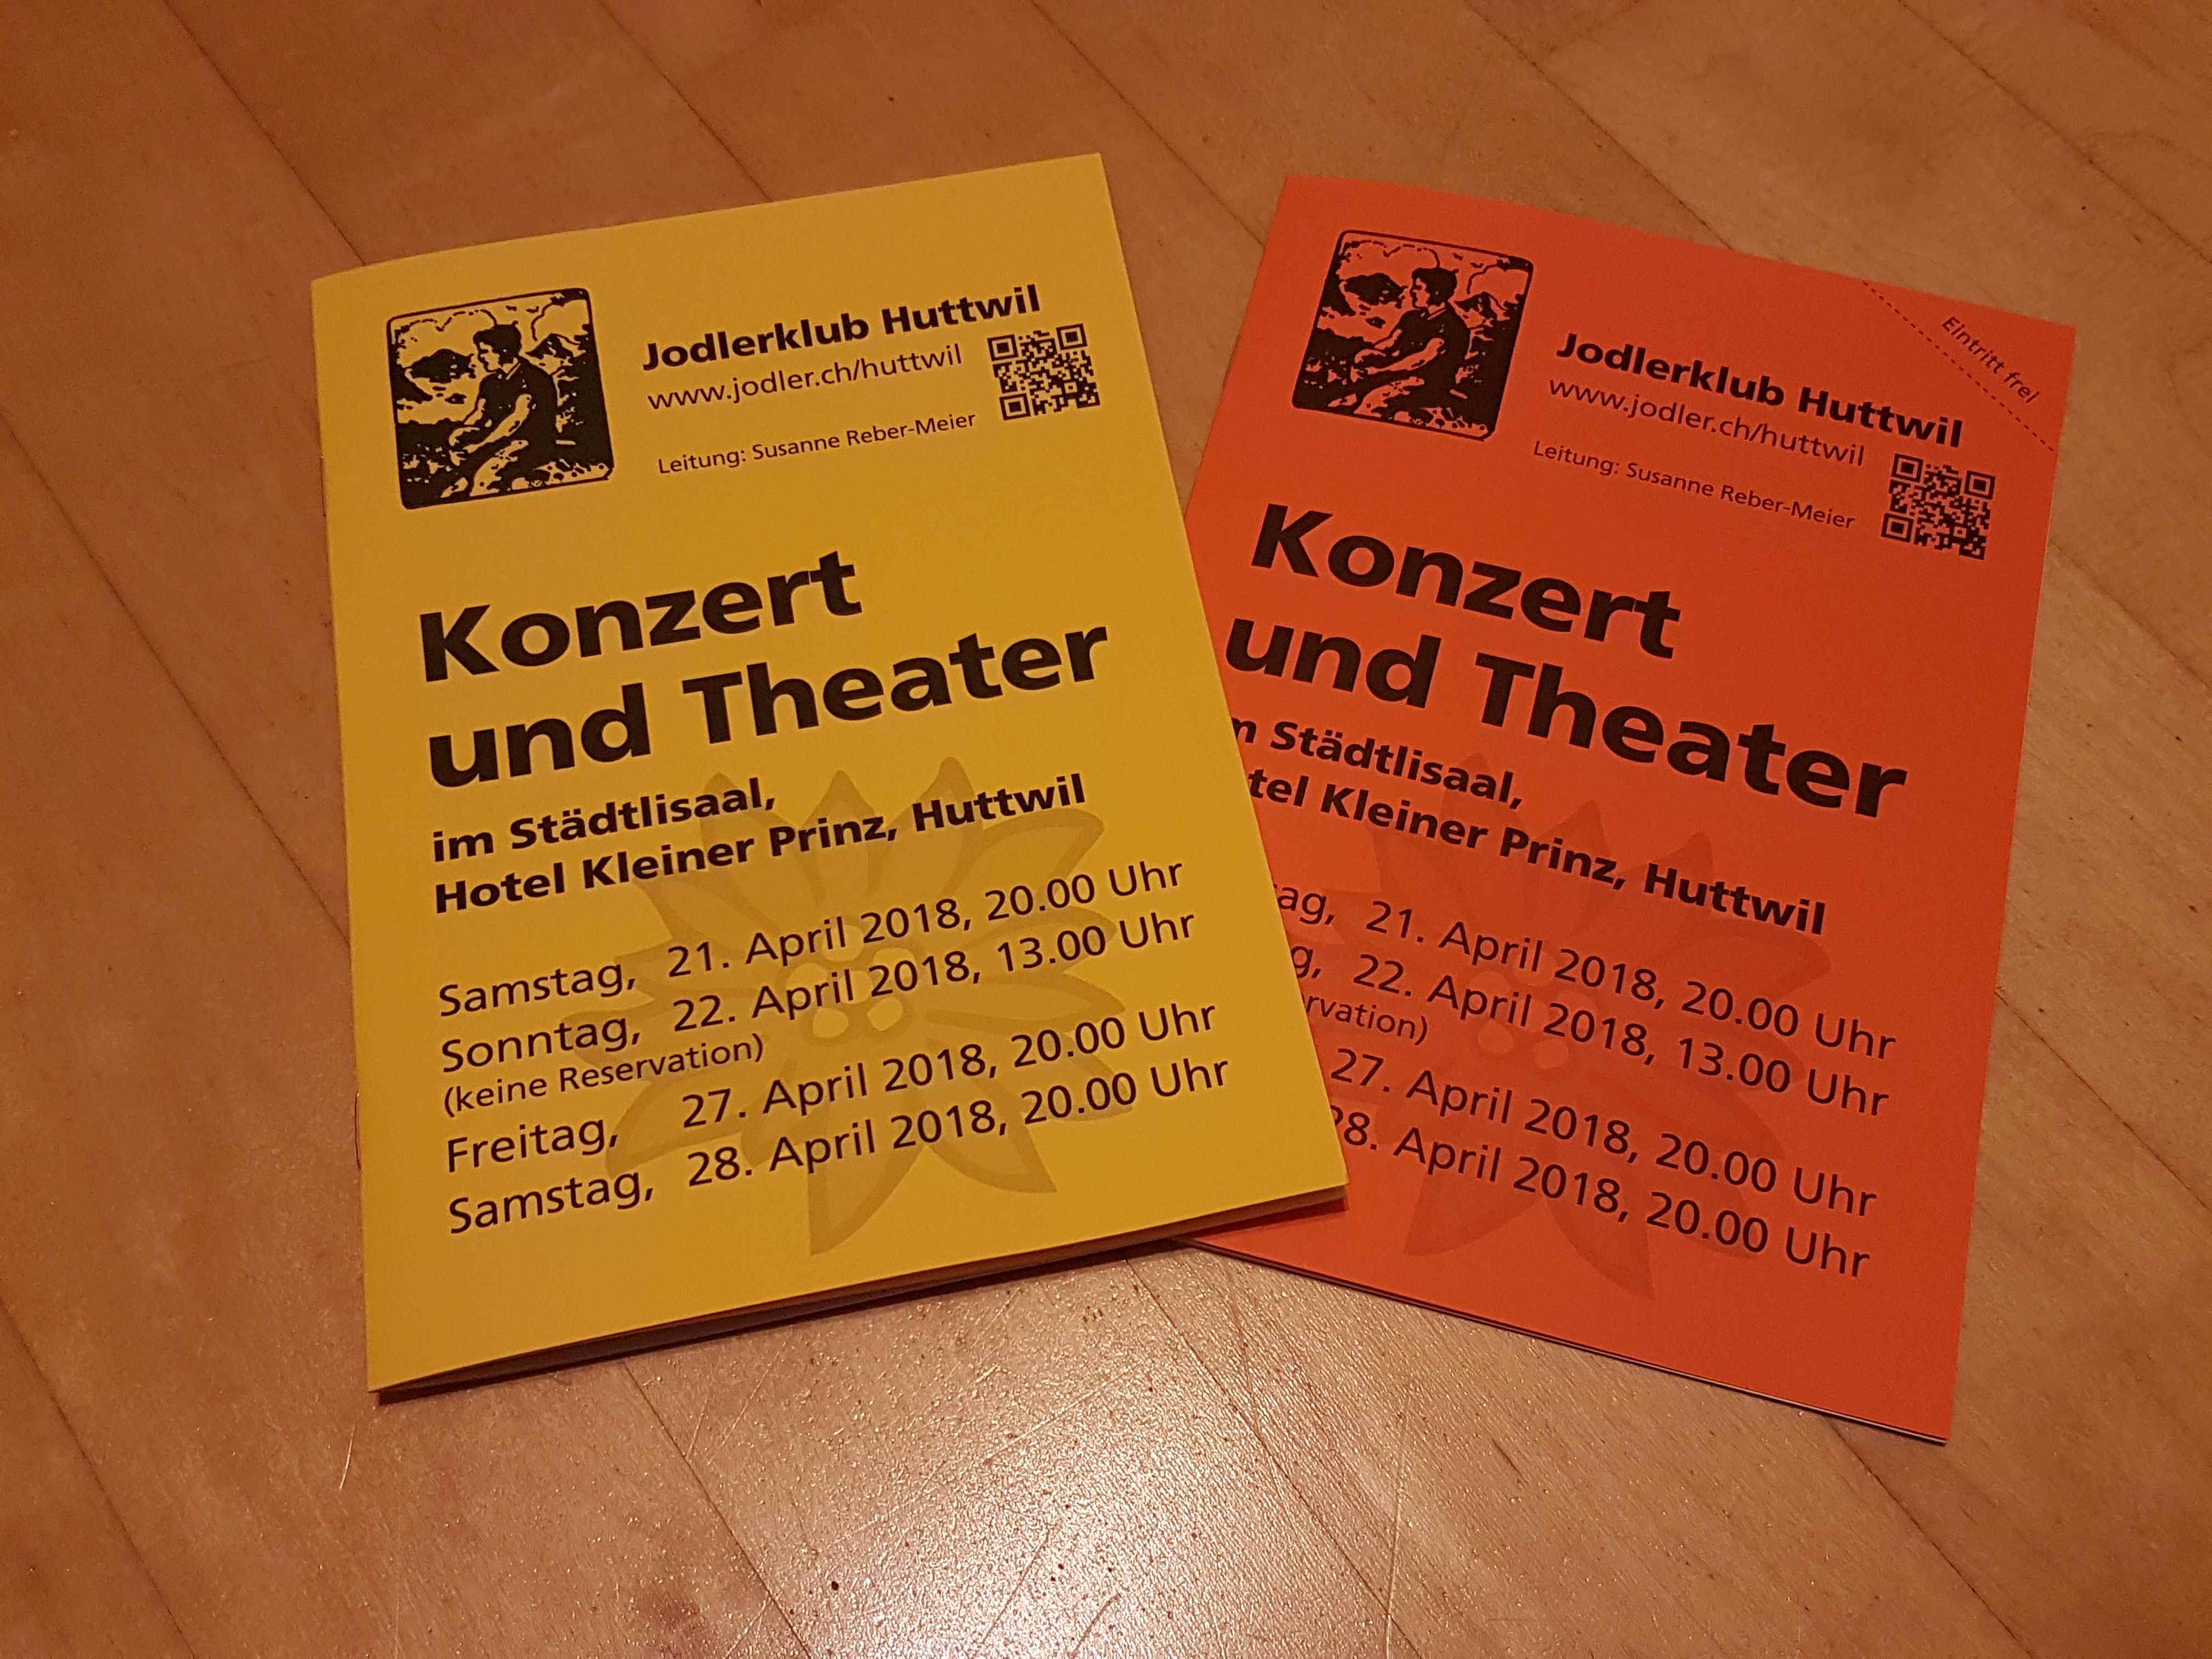 Jodlerklub Huttwil
www.jodler.ch/huttwil
Leitung: Susanne Reber-Meier
Konzert
und Theater
im Städtlisaal,
Hotel Kleiner Prinz, Huttwil
Samstag, 21. April 2018, 20.00 Uhr
Sonntag, 22. April 2018, 13.00 Uhr
(keine Reservation)
Freitag, 27. April 2018, 20.00 Uhr
Samstag, 28. April 2018, 20.00 Uhr
Eintritt frei
Jodlerklub Huttwil
www.jodler.ch/huttwil
Leitung: Susanne Reber-Meier
Konzert
und Theater
m Städtlisaal,
tel Kleiner Prinz, Huttwil
ag, 21. April 2018, 20.00 Uhr
g, 22. April 2018, 13.00 Uhr
rvation)
27. April 2018, 20.00 Uhr
28. April 2018, 20.00 Uhr